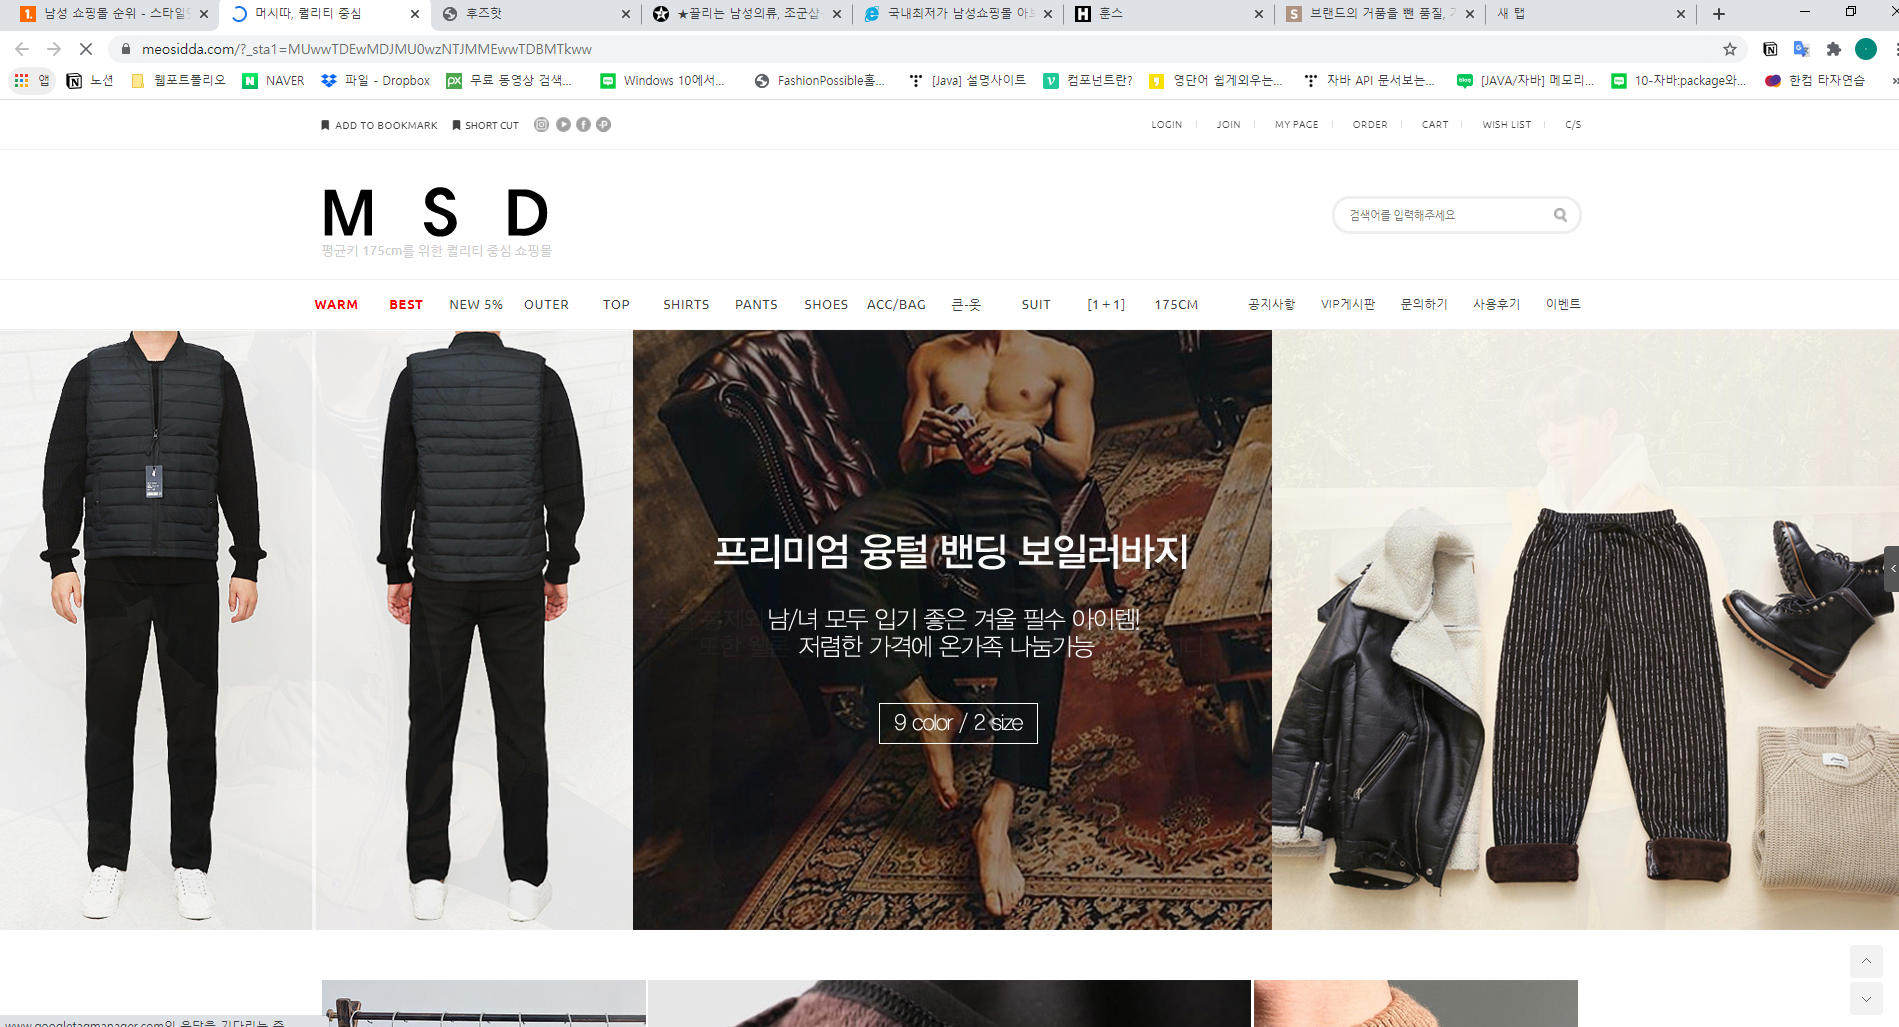 남성 쇼핑몰 순위 - 스타일
머시따, 퀄리티 중심
후즈핫
★끌리는 남성의류, 조군샵
국내최저가 남성쇼핑몰 아보
훈스
브랜드의 거품을 뺀 품질,
새 탭
meosidda.com/?_sta1=MUwwTDEwMDJMU0wzNTJMMEwwTDBMTkww
앱
노션
웹포트폴리오
NAVER
파일 - Dropbox
무료 동영상 검색...
Windows 10에서...
FashionPossible홈...
[Java] 설명사이트
컴포넌트란?
영단어 쉽게외우는...
자바 API 문서보는...
[JAVA/자바] 메모리...
10-자바:package와...
한컴 타자연습
ADD TO BOOKMARK SHORT CUT
LOGIN JOIN MY PAGE ORDER CART WISH LIST C/S
M S D
평균키 175cm를 위한 퀄리티 중심 쇼핑몰
검색어를 입력해주세요
WARM BEST NEW 5% OUTER TOP SHIRTS PANTS SHOES ACC/BAG 큰-옷 SUIT [1+1] 175CM 공지사항 VIP게시판 문의하기 사용후기 이벤트
프리미엄 융털 밴딩 보일러바지
남/녀 모두 입기 좋은 겨울 필수 아이템!
저렴한 가격에 온가족 나눔가능
9 color / 2 size
www.googletagmanager.com의 응답을 기다리는 중